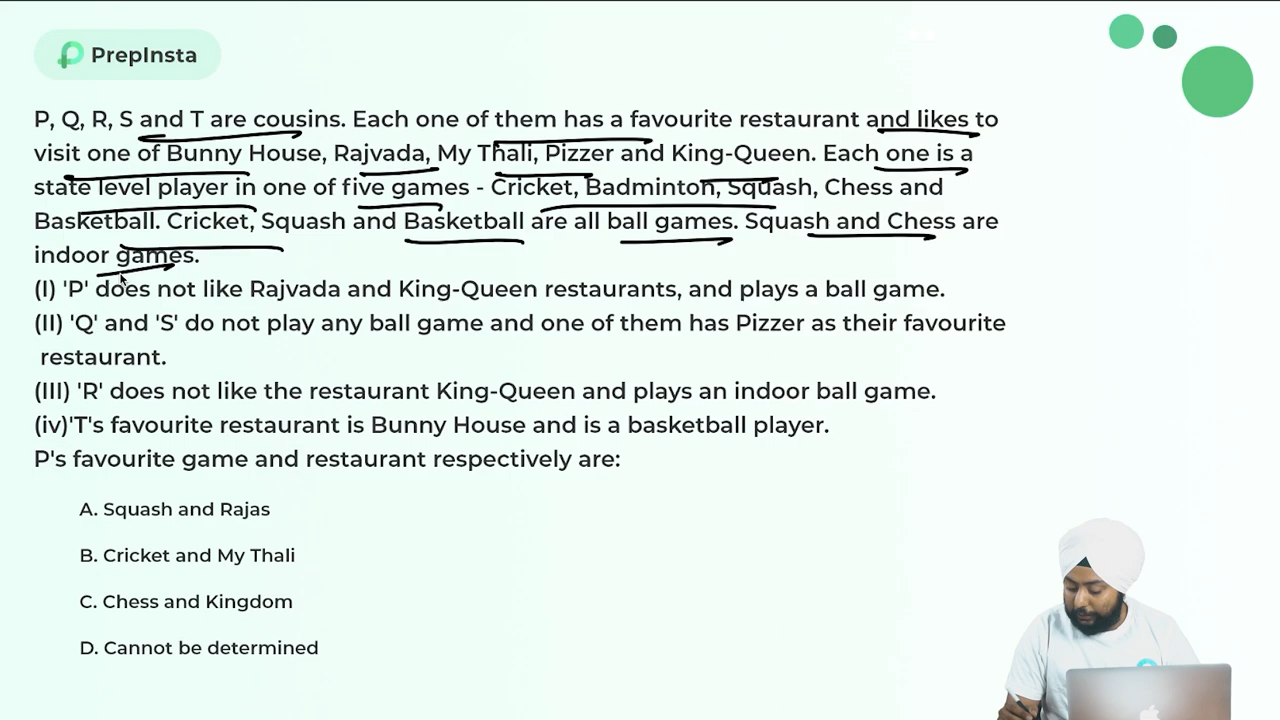 PrepInsta
P, Q, R, S and T are cousins. Each one of them has a favourite restaurant and likes to
visit one of Bunny House, Rajvada, My Thali, Pizzer and King-Queen. Each one is a
state level player in one of five games - Cricket, Badminton, Squash, Chess and
Basketball. Cricket, Squash and Basketball are all ball games. Squash and Chess are
indoor games.
(I) 'P' does not like Rajvada and King-Queen restaurants, and plays a ball game.
(II) 'Q' and 'S' do not play any ball game and one of them has Pizzer as their favourite
restaurant.
(III) 'R' does not like the restaurant King-Queen and plays an indoor ball game.
(iv)'T's favourite restaurant is Bunny House and is a basketball player.
P's favourite game and restaurant respectively are:
A. Squash and Rajas
B. Cricket and My Thali
C. Chess and Kingdom
D. Cannot be determined